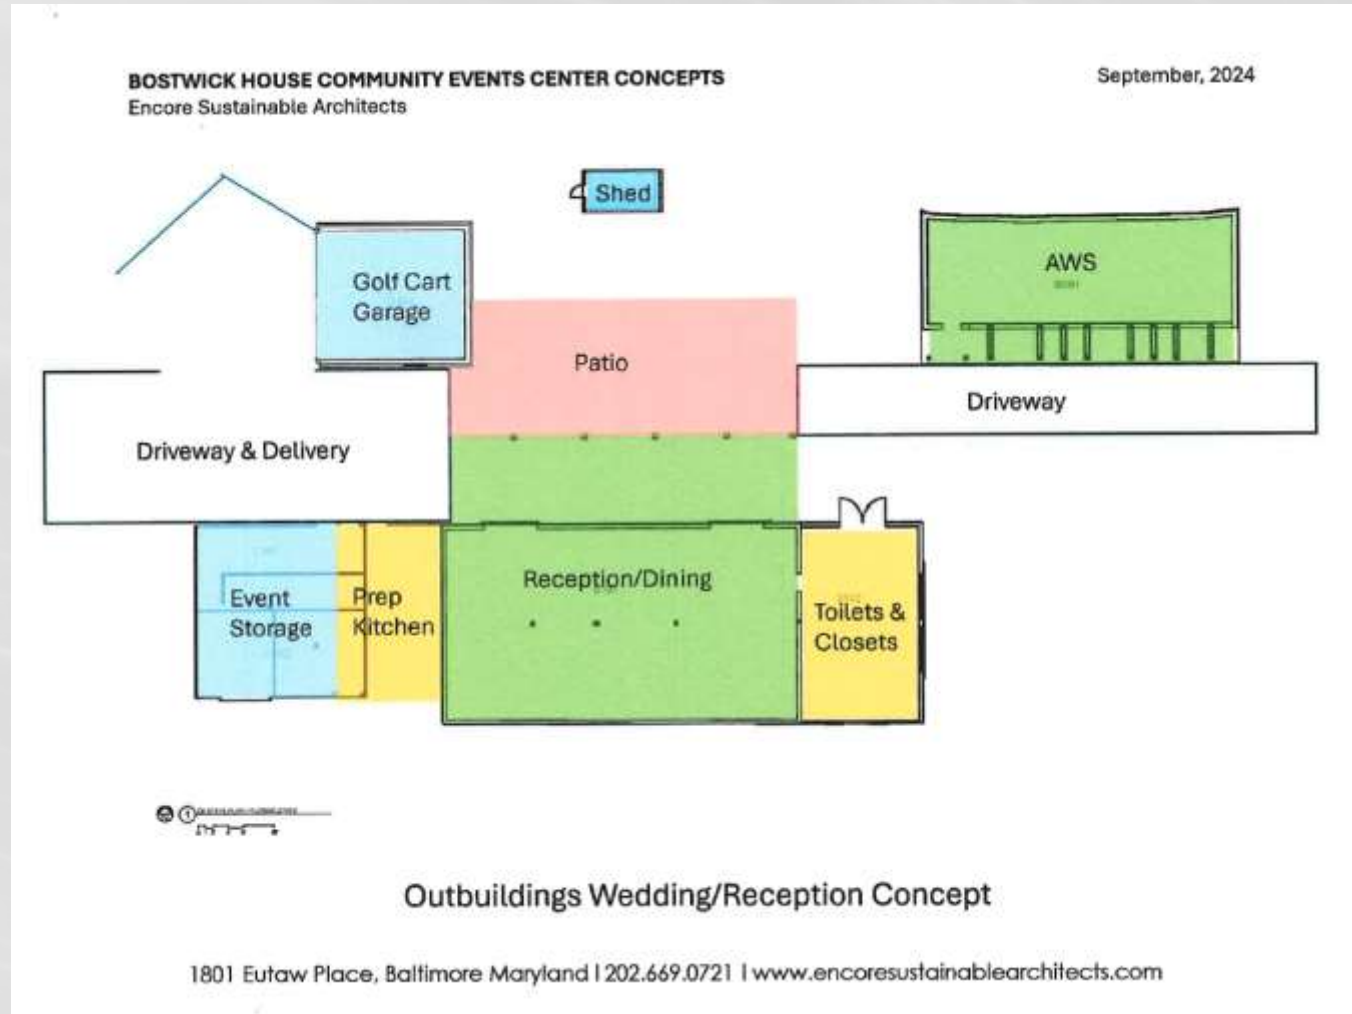 BOSTWICK HOUSE COMMUNITY EVENTS CENTER CONCEPTS
Encore Sustainable Architects
September, 2024
Shed
Golf Cart
Garage
AWS
Patio
Driveway
Driveway & Delivery
Reception/Dining
Event
Storage
Prep
Kitchen
Toilets &
Closets
1
Outbuildings Wedding/Reception Concept
1801 Eutaw Place, Baltimore Maryland | 202.669.0721 | www.encoresustainablearchitects.com